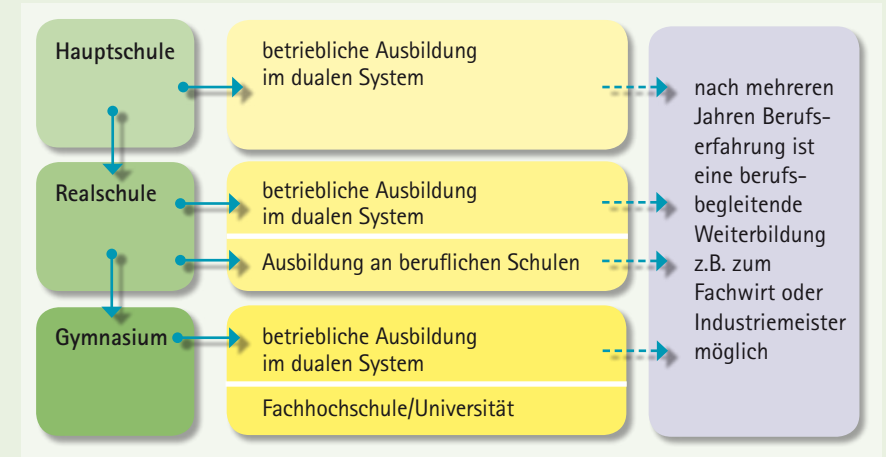 Hauptschule
betriebliche Ausbildung
im dualen System
Realschule
betriebliche Ausbildung
im dualen System
Ausbildung an beruflichen Schulen
Gymnasium
betriebliche Ausbildung
im dualen System
Fachhochschule/Universität
nach mehreren
Jahren Berufs-
erfahrung ist
eine berufs-
begleitende
Weiterbildung
z.B. zum
Fachwirt oder
Industriemeister
möglich